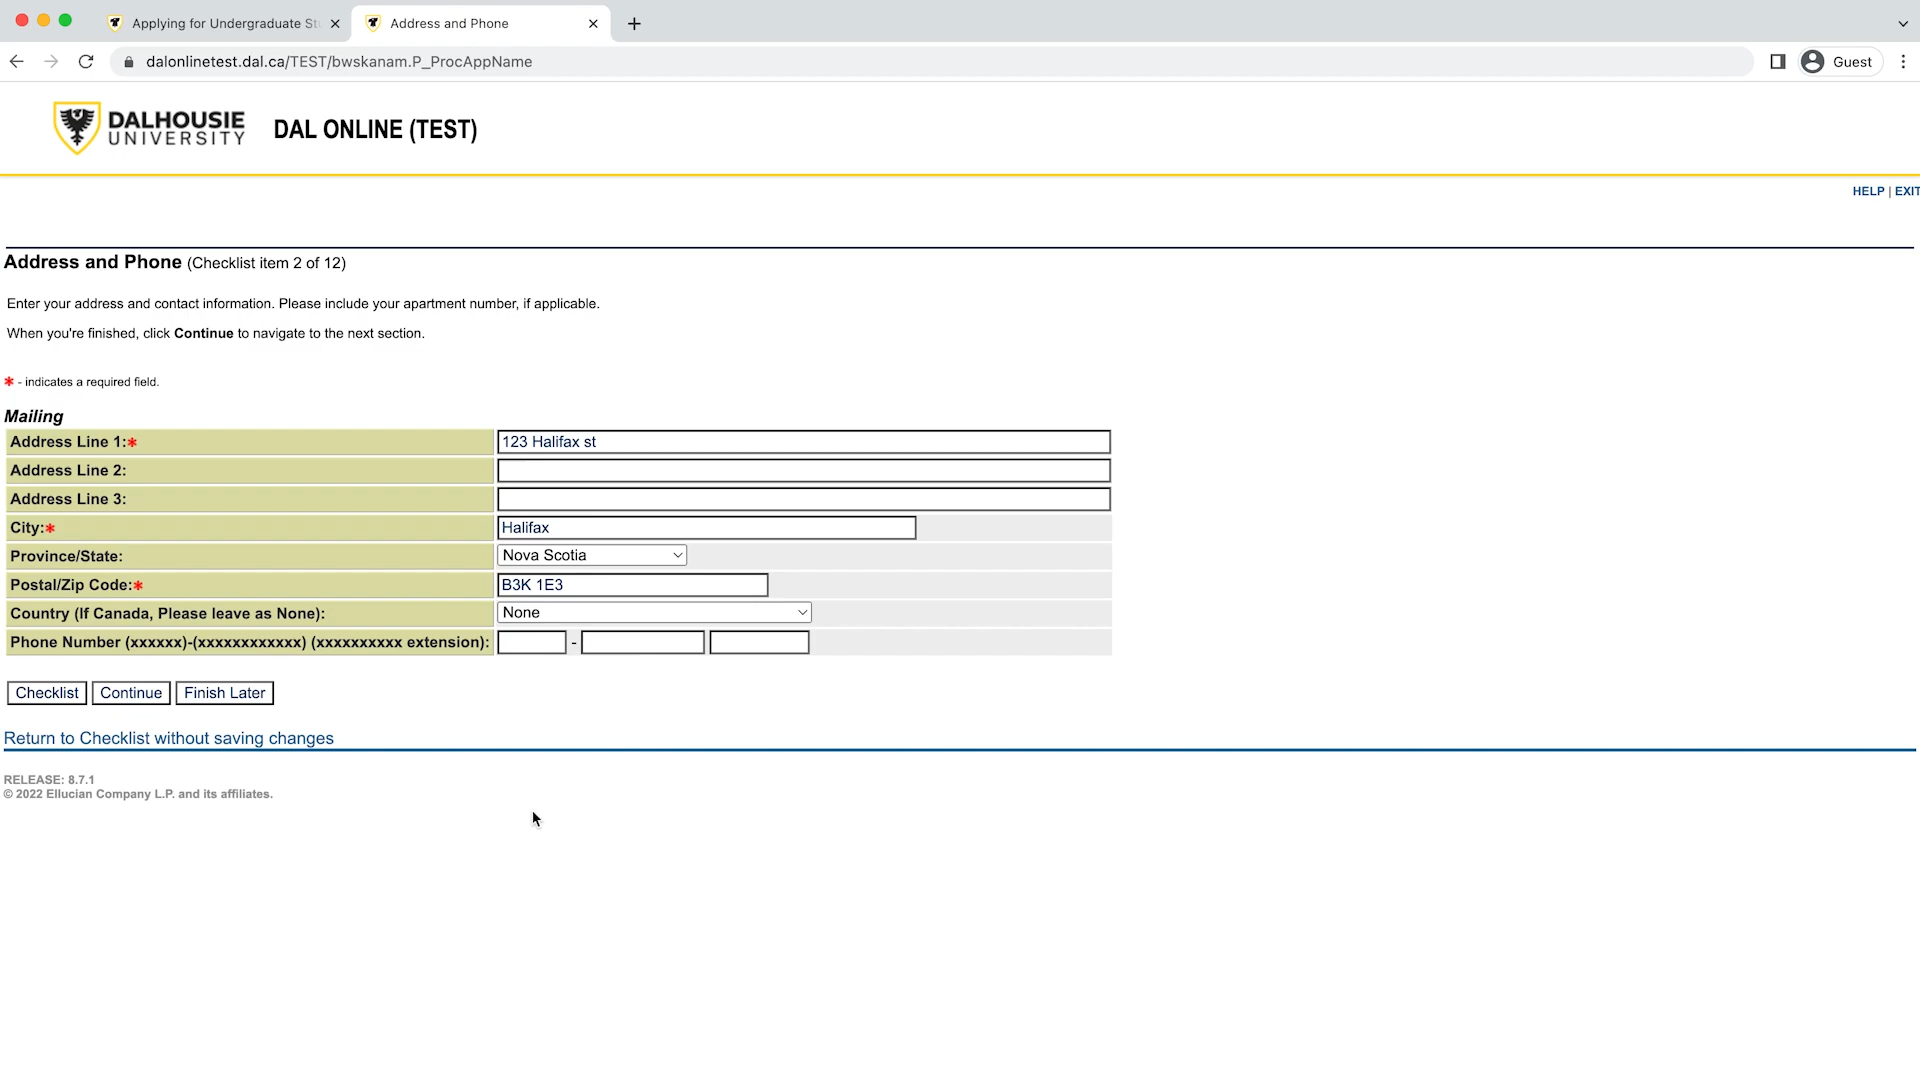 Applying for Undergraduate St
Address and Phone
dalonlinetest.dal.ca/TEST/bwskanam.P_ProcAppName
Guest
DALHOUSIE
UNIVERSITY
DAL ONLINE (TEST)
HELP | EXIT
Address and Phone (Checklist item 2 of 12)
Enter your address and contact information. Please include your apartment number, if applicable.
When you're finished, click Continue to navigate to the next section.
* - indicates a required field.
Mailing
Address Line 1:* 123 Halifax st
Address Line 2:
Address Line 3:
City:* Halifax
Province/State: Nova Scotia
Postal/Zip Code:* B3K 1E3
Country (If Canada, Please leave as None): None
Phone Number (xxxxxx)-(xxxxxxxxxxxx) (xxxxxxxxxx extension): -
Checklist Continue Finish Later
Return to Checklist without saving changes
RELEASE: 8.7.1
© 2022 Ellucian Company L.P. and its affiliates.